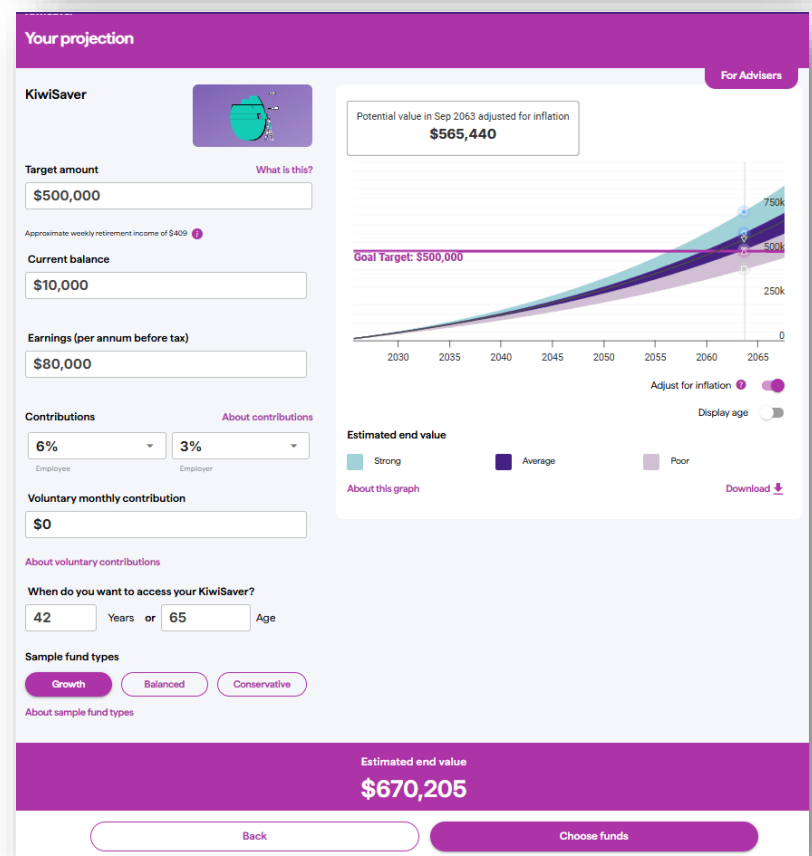 Your projection
For Advisers
KiwiSaver
Target amount
What is this?
$500,000
Approximate weekly retirement income of $409
Current balance
$10,000
Earnings (per annum before tax)
$80,000
Contributions
About contributions
6%
3%
Employee
Employer
Voluntary monthly contribution
$0
About voluntary contributions
When do you want to access your KiwiSaver?
42 Years or 65 Age
Sample fund types
Growth
Balanced
Conservative
About sample fund types
Potential value in Sep 2063 adjusted for inflation
$565,440
750k
500k
Goal Target: $500,000
250k
0
2030 2035 2040 2045 2050 2055 2060 2065
Adjust for inflation ?
Display age
Estimated end value
Strong
Average
Poor
About this graph
Download
Estimated end value
$670,205
Back
Choose funds